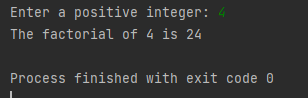 Enter a positive integer: 4
The factorial of 4 is 24
Process finished with exit code 0